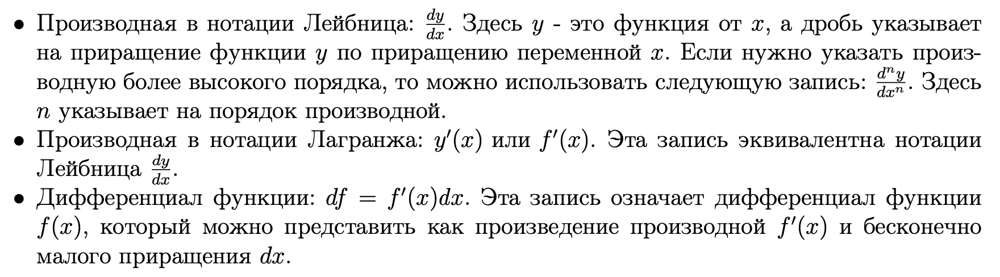 • Производная в нотации Лейбница: $\frac{dy}{dx}$. Здесь $y$ - это функция от $x$, а дробь указывает
на приращение функции $y$ по приращению переменной $x$. Если нужно указать произ-
водную более высокого порядка, то можно использовать следующую запись: $\frac{d^n y}{dx^n}$. Здесь
$n$ указывает на порядок производной.
• Производная в нотации Лагранжа: $y'(x)$ или $f'(x)$. Эта запись эквивалентна нотации
Лейбница $\frac{dy}{dx}$.
• Дифференциал функции: $df = f'(x)dx$. Эта запись означает дифференциал функции
$f(x)$, который можно представить как произведение производной $f'(x)$ и бесконечно
малого приращения $dx$.